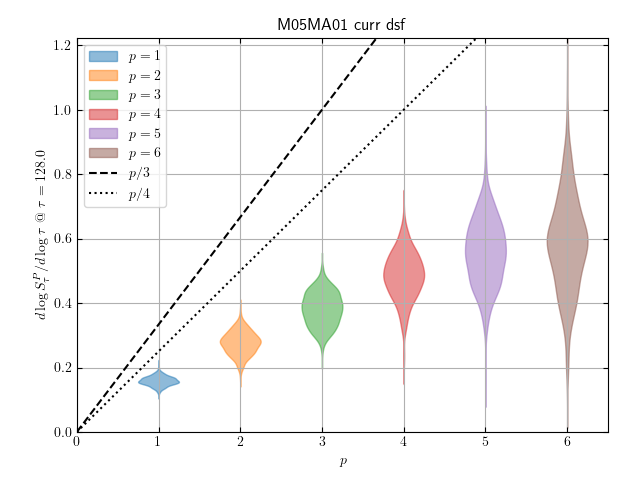 M05MA01 curr dsf
p = 1
p = 2
p = 3
p = 4
p = 5
p = 6
p/3
p/4
d log S_τ^P / d log τ @ τ = 128.0
1.2
1.0
0.8
0.6
0.4
0.2
0.0
0 1 2 3 4 5 6
p